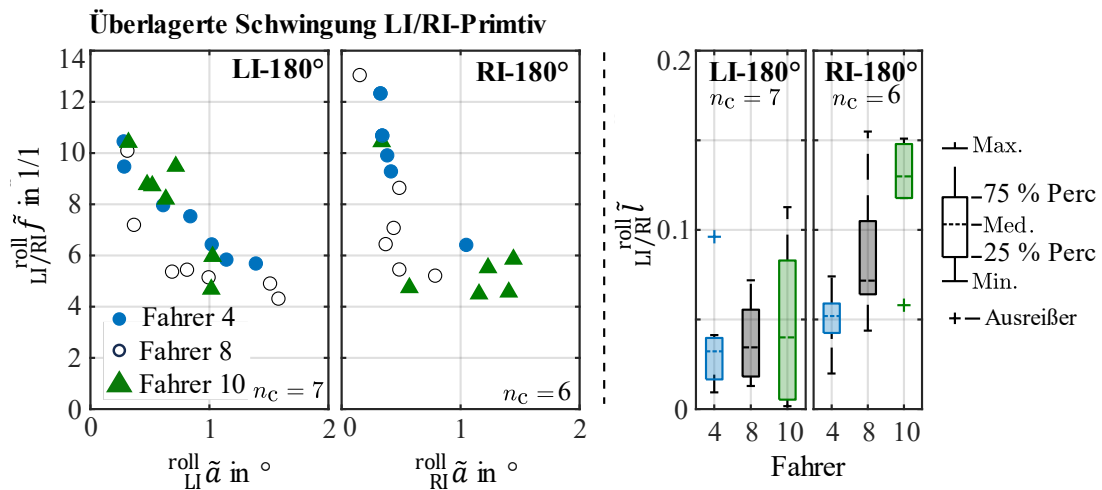 Überlagerte Schwingung LI/RI-Primtiv
14
12
10
8
6
4
2
0
roll
LI/RI f̃ in 1/1
LI-180°
RI-180°
Fahrer 4
Fahrer 8
Fahrer 10
n_c = 7
n_c = 6
0 1 2
0 1 2
roll
LI ã in °
roll
RI ã in °
0.2
0.1
0
roll
LI/RI l̃
LI-180°
n_c = 7
RI-180°
n_c = 6
4 8 10
4 8 10
Fahrer
Max.
75 % Perc
Med.
25 % Perc
Min.
Ausreißer